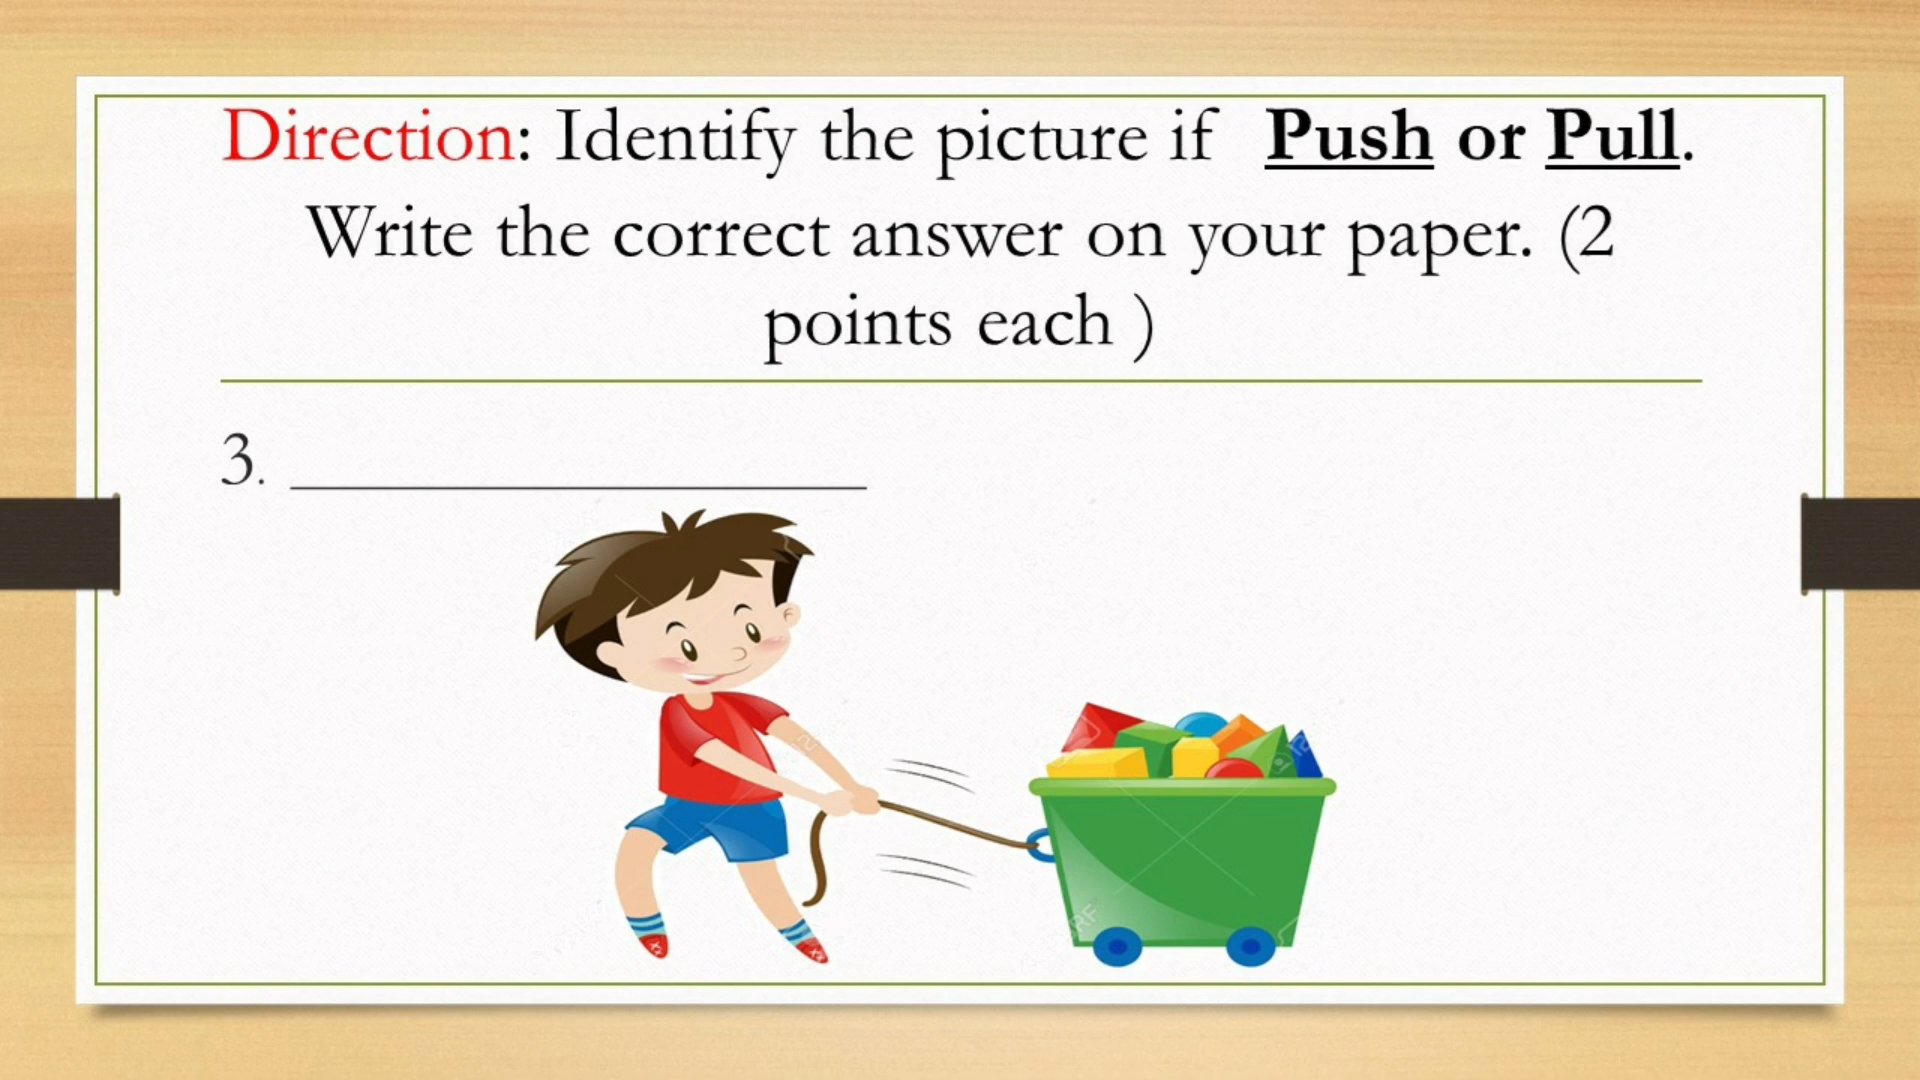 Direction: Identify the picture if Push or Pull.
Write the correct answer on your paper. (2
points each )
3. ____________________